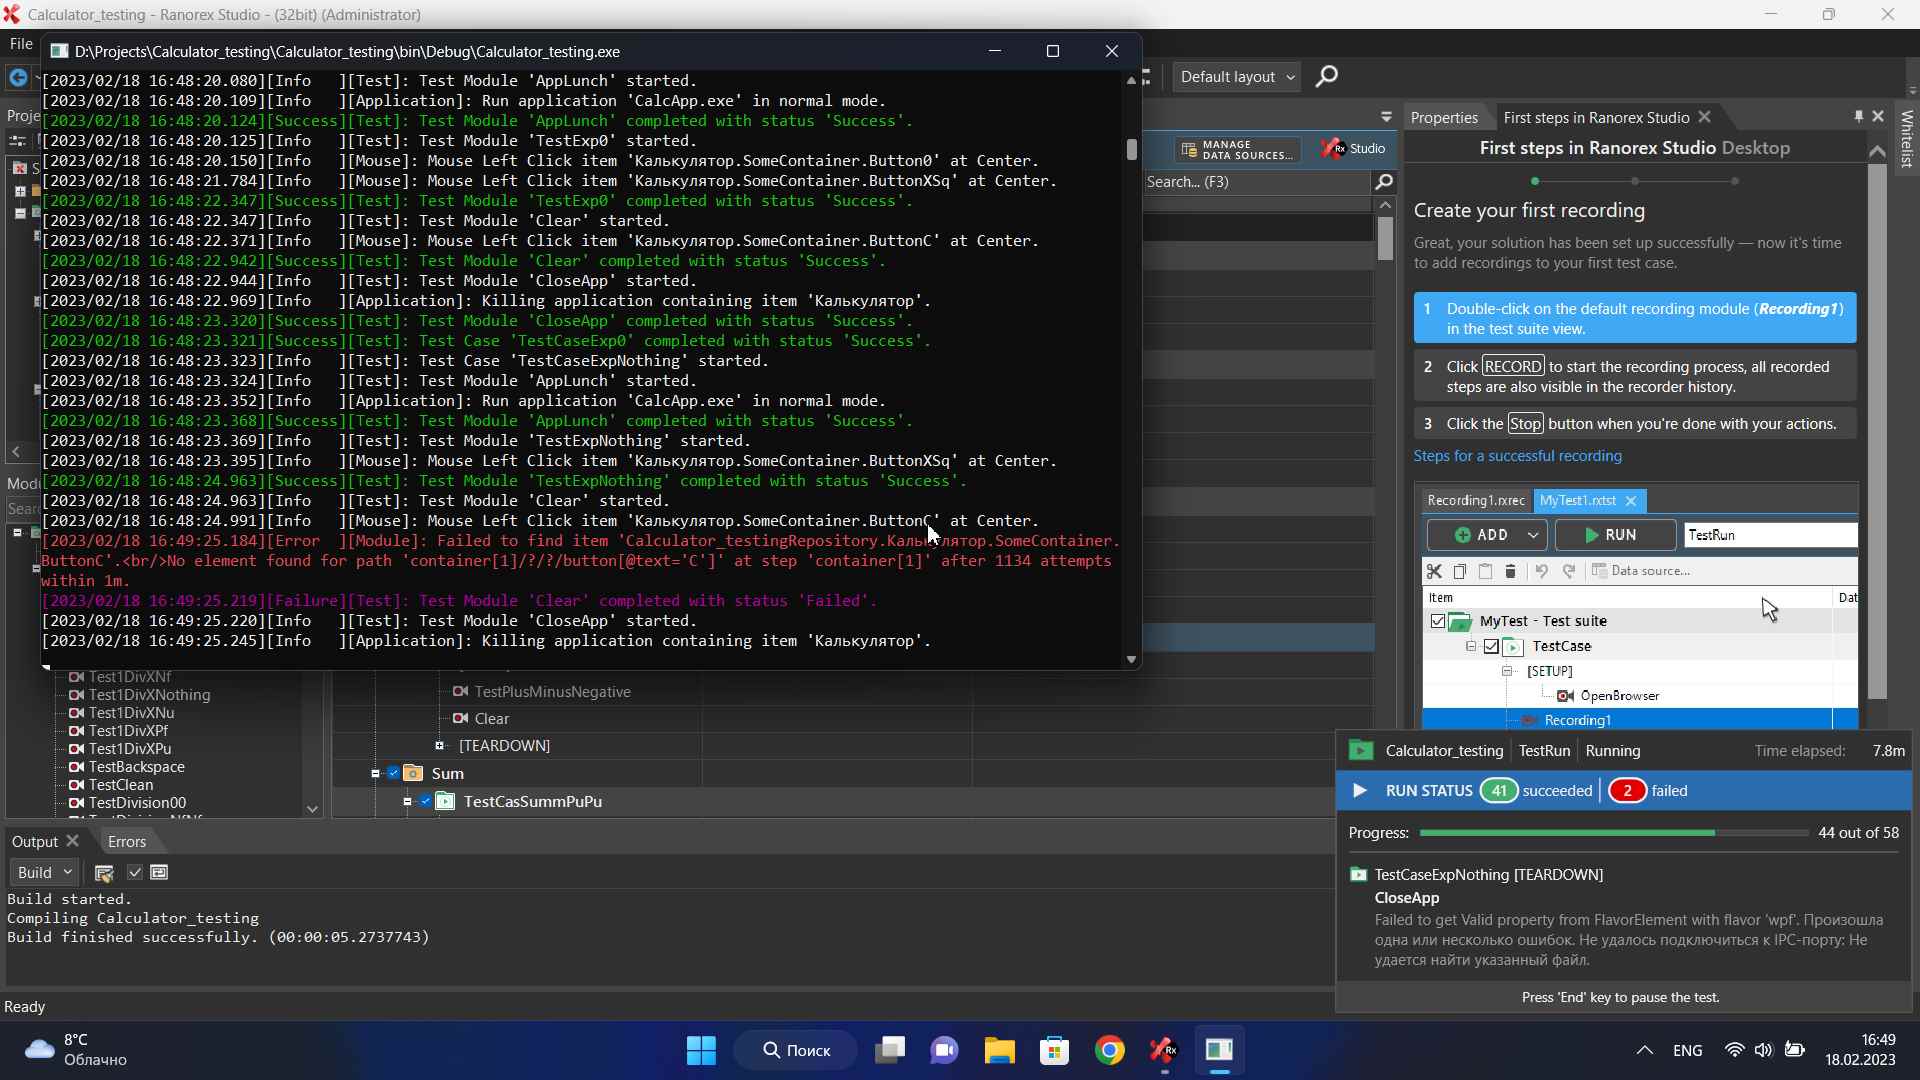 Calculator_testing - Ranorex Studio - (32bit) (Administrator)
File
D:\Projects\Calculator_testing\Calculator_testing\bin\Debug\Calculator_testing.exe
[2023/02/18 16:48:20.080][Info   ][Test]: Test Module 'AppLunch' started.
[2023/02/18 16:48:20.109][Info   ][Application]: Run application 'CalcApp.exe' in normal mode.
[2023/02/18 16:48:20.124][Success][Test]: Test Module 'AppLunch' completed with status 'Success'.
[2023/02/18 16:48:20.125][Info   ][Test]: Test Module 'TestExp0' started.
[2023/02/18 16:48:20.150][Info   ][Mouse]: Mouse Left Click item 'Калькулятор.SomeContainer.Button0' at Center.
[2023/02/18 16:48:21.784][Info   ][Mouse]: Mouse Left Click item 'Калькулятор.SomeContainer.ButtonXSq' at Center.
[2023/02/18 16:48:22.347][Success][Test]: Test Module 'TestExp0' completed with status 'Success'.
[2023/02/18 16:48:22.347][Info   ][Test]: Test Module 'Clear' started.
[2023/02/18 16:48:22.371][Info   ][Mouse]: Mouse Left Click item 'Калькулятор.SomeContainer.ButtonC' at Center.
[2023/02/18 16:48:22.942][Success][Test]: Test Module 'Clear' completed with status 'Success'.
[2023/02/18 16:48:22.944][Info   ][Test]: Test Module 'CloseApp' started.
[2023/02/18 16:48:22.969][Info   ][Application]: Killing application containing item 'Калькулятор'.
[2023/02/18 16:48:23.320][Success][Test]: Test Module 'CloseApp' completed with status 'Success'.
[2023/02/18 16:48:23.321][Success][Test]: Test Case 'TestCaseExp0' completed with status 'Success'.
[2023/02/18 16:48:23.323][Info   ][Test]: Test Case 'TestCaseExpNothing' started.
[2023/02/18 16:48:23.324][Info   ][Test]: Test Module 'AppLunch' started.
[2023/02/18 16:48:23.352][Info   ][Application]: Run application 'CalcApp.exe' in normal mode.
[2023/02/18 16:48:23.368][Success][Test]: Test Module 'AppLunch' completed with status 'Success'.
[2023/02/18 16:48:23.369][Info   ][Test]: Test Module 'TestExpNothing' started.
[2023/02/18 16:48:23.395][Info   ][Mouse]: Mouse Left Click item 'Калькулятор.SomeContainer.ButtonXSq' at Center.
[2023/02/18 16:48:24.963][Success][Test]: Test Module 'TestExpNothing' completed with status 'Success'.
[2023/02/18 16:48:24.963][Info   ][Test]: Test Module 'Clear' started.
[2023/02/18 16:48:24.991][Info   ][Mouse]: Mouse Left Click item 'Калькулятор.SomeContainer.ButtonC' at Center.
[2023/02/18 16:49:25.184][Error  ][Module]: Failed to find item 'Calculator_testingRepository.Калькулятор.SomeContainer.
ButtonC'.<br/>No element found for path 'container[1]/?/?/button[@text='C']' at step 'container[1]' after 1134 attempts
within 1m.
[2023/02/18 16:49:25.219][Failure][Test]: Test Module 'Clear' completed with status 'Failed'.
[2023/02/18 16:49:25.220][Info   ][Test]: Test Module 'CloseApp' started.
[2023/02/18 16:49:25.245][Info   ][Application]: Killing application containing item 'Калькулятор'.
Default layout
MANAGE
DATA SOURCES...
Rx Studio
Search... (F3)
Properties
First steps in Ranorex Studio
Whitelist
First steps in Ranorex Studio Desktop
Create your first recording
Great, your solution has been set up successfully — now it's time
to add recordings to your first test case.
1 Double-click on the default recording module (Recording1)
in the test suite view.
2 Click RECORD to start the recording process, all recorded
steps are also visible in the recorder history.
3 Click the Stop button when you're done with your actions.
Steps for a successful recording
Recording1.rxrec
MyTest1.rxtst
ADD
RUN
TestRun
Data source...
Item
Dat
MyTest - Test suite
TestCase
[SETUP]
OpenBrowser
Recording1
Proje
S
Modu
Sear
Test1DivXNf
Test1DivXNothing
Test1DivXNu
Test1DivXPf
Test1DivXPu
TestBackspace
TestClean
TestDivision00
TestPlusMinusNegative
Clear
[TEARDOWN]
Sum
TestCasSummPuPu
Calculator_testing
TestRun
Running
Time elapsed: 7.8m
RUN STATUS 41 succeeded 2 failed
Progress: 44 out of 58
TestCaseExpNothing [TEARDOWN]
CloseApp
Failed to get Valid property from FlavorElement with flavor 'wpf'. Произошла
одна или несколько ошибок. Не удалось подключиться к IPC-порту: Не
удается найти указанный файл.
Press 'End' key to pause the test.
Output
Errors
Build
Build started.
Compiling Calculator_testing
Build finished successfully. (00:00:05.2737743)
Ready
8°C
Облачно
Поиск
Rx
ENG
16:49
18.02.2023